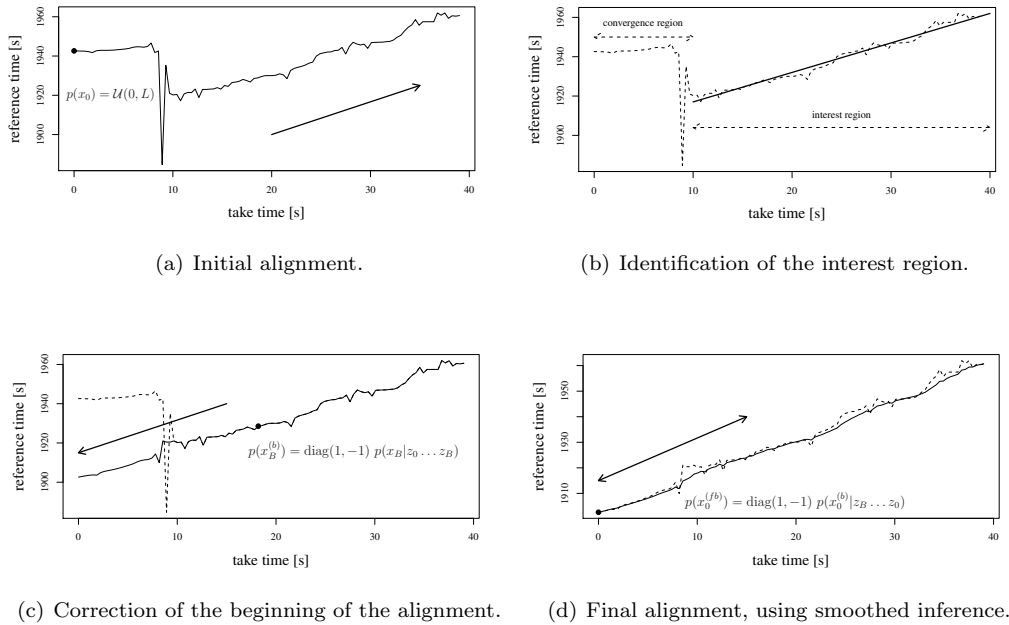 reference time [s]
1900 1920 1940 1960
p(x₀) = 𝒰(0, L)
0 10 20 30 40
take time [s]
(a) Initial alignment.
reference time [s]
1900 1920 1940 1960
convergence region
interest region
0 10 20 30 40
take time [s]
(b) Identification of the interest region.
reference time [s]
1900 1920 1940 1960
p(x_B^{(b)}) = diag(1, −1) p(x_B|z₀ … z_B)
0 10 20 30 40
take time [s]
(c) Correction of the beginning of the alignment.
reference time [s]
1910 1930 1950
p(x₀^{(fb)}) = diag(1, −1) p(x₀^{(b)}|z_B … z₀)
0 10 20 30 40
take time [s]
(d) Final alignment, using smoothed inference.